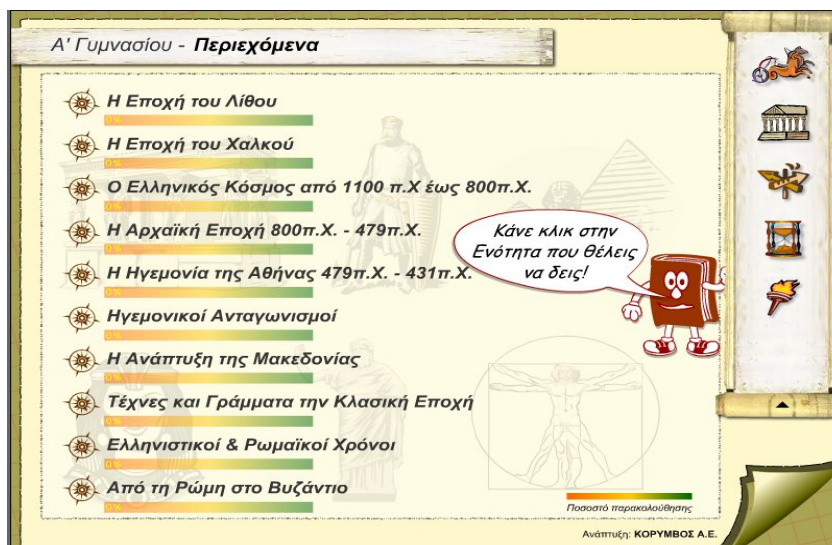 Α' Γυμνασίου - Περιεχόμενα
Η Εποχή του Λίθου
0%
Η Εποχή του Χαλκού
0%
Ο Ελληνικός Κόσμος από 1100 π.Χ έως 800π.Χ.
0%
Η Αρχαϊκή Εποχή 800π.Χ. - 479π.Χ.
0%
Η Ηγεμονία της Αθήνας 479π.Χ. - 431π.Χ.
0%
Ηγεμονικοί Ανταγωνισμοί
0%
Η Ανάπτυξη της Μακεδονίας
0%
Τέχνες και Γράμματα την Κλασική Εποχή
0%
Ελληνιστικοί & Ρωμαϊκοί Χρόνοι
0%
Από τη Ρώμη στο Βυζάντιο
0%
Κάνε κλικ στην
Ενότητα που θέλεις
να δεις!
Ποσοστό παρακολούθησης
Ανάπτυξη: ΚΟΡΥΜΒΟΣ Α.Ε.